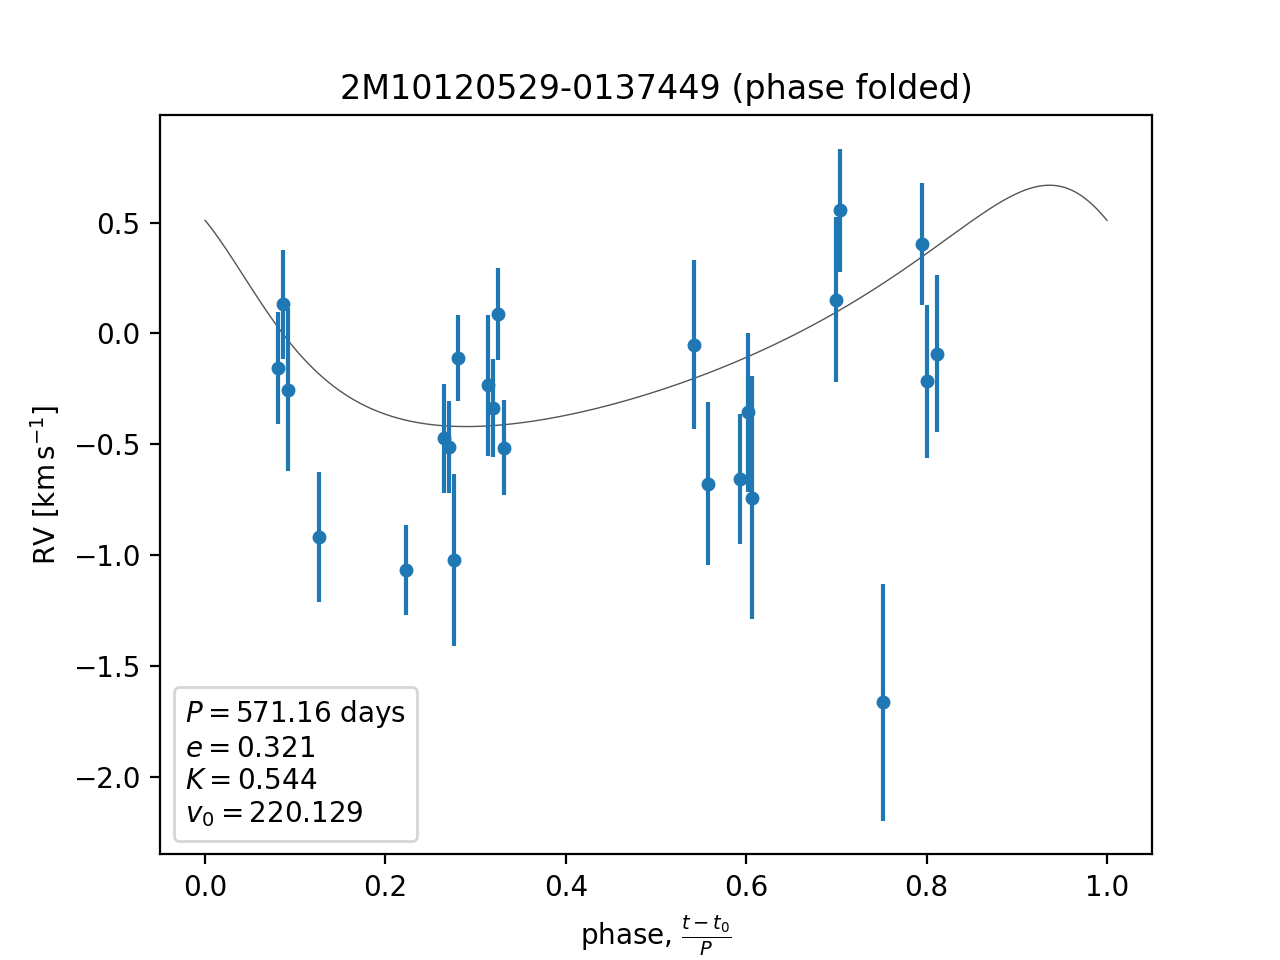 2M10120529-0137449 (phase folded)
RV [km s⁻¹]
0.5
0.0
−0.5
−1.0
−1.5
−2.0
P = 571.16 days
e = 0.321
K = 0.544
v₀ = 220.129
0.0 0.2 0.4 0.6 0.8 1.0
phase, (t − t₀)/P